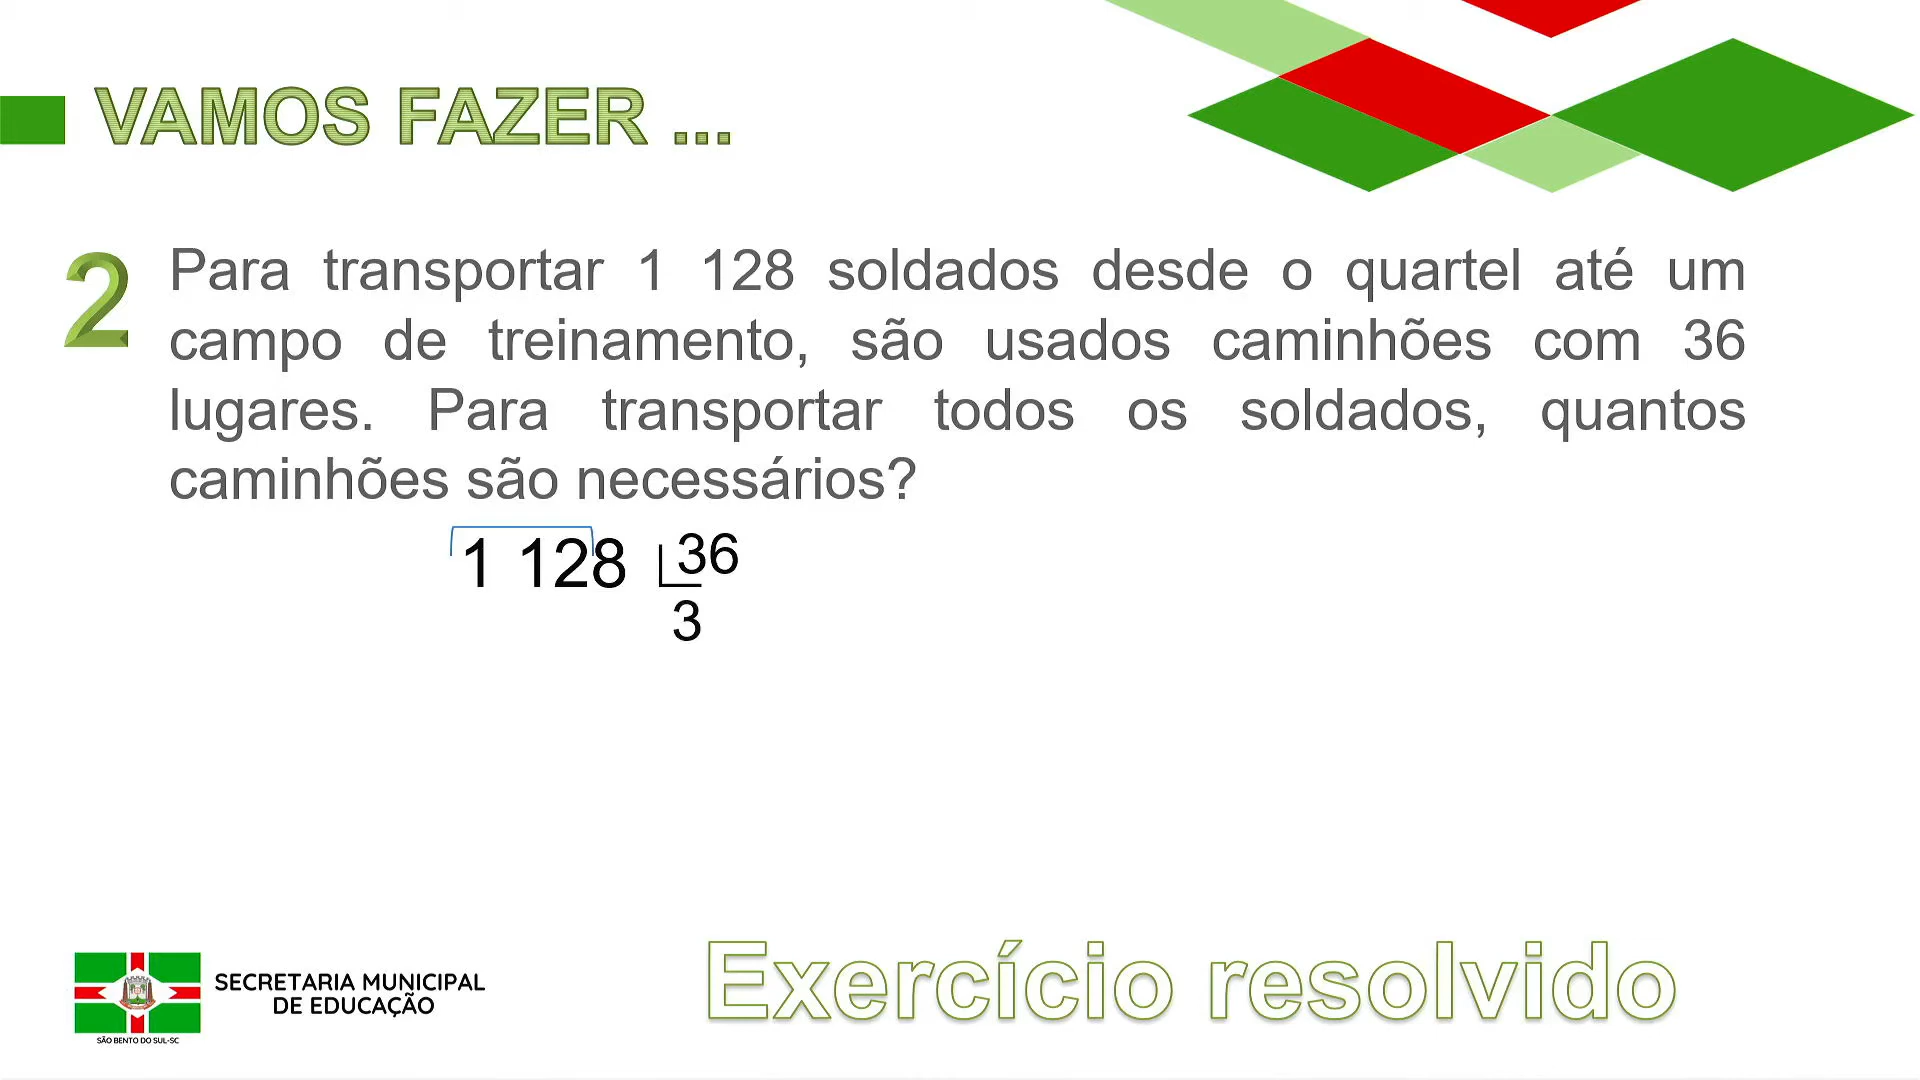 VAMOS FAZER ...
2
Para transportar 1 128 soldados desde o quartel até um
campo de treinamento, são usados caminhões com 36
lugares. Para transportar todos os soldados, quantos
caminhões são necessários?
1 128 36
3
SECRETARIA MUNICIPAL
DE EDUCAÇÃO
SÃO BENTO DO SUL-SC
Exercício resolvido